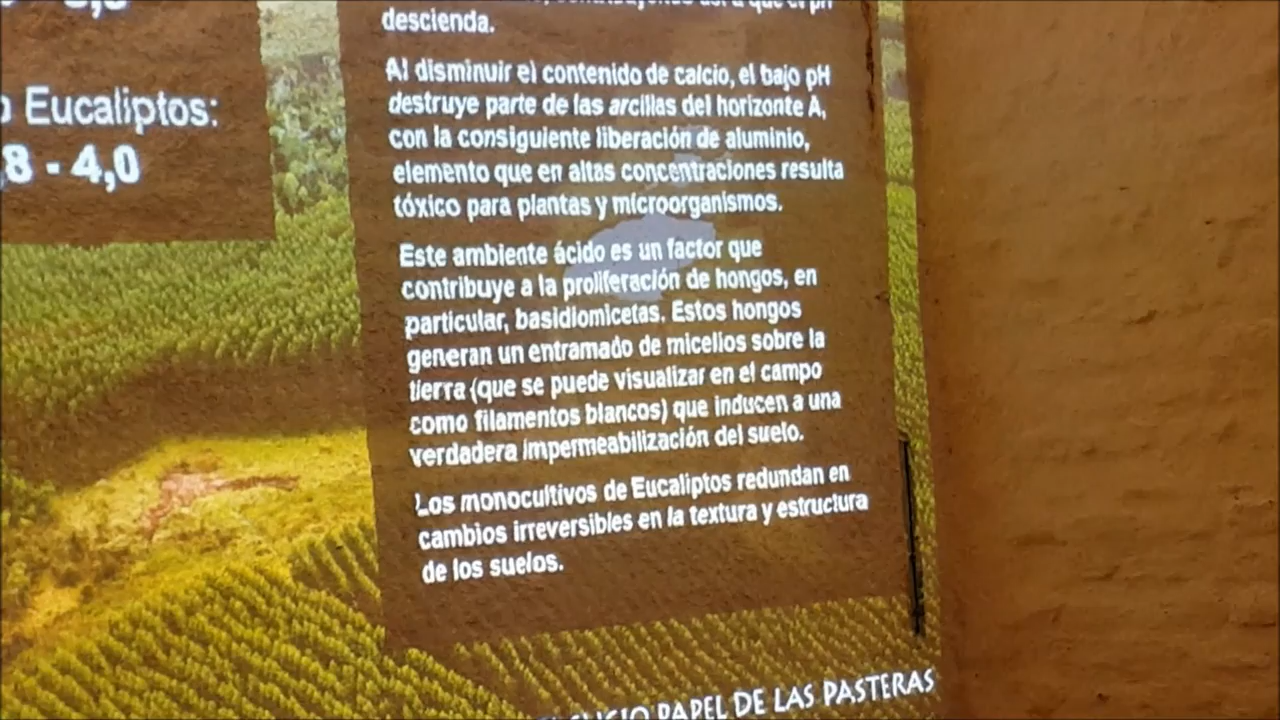 Eucaliptos:
8 - 4,0
que el pH
descienda.
Al disminuir el contenido de calcio, el bajo pH
destruye parte de las arcillas del horizonte A,
con la consiguiente liberación de aluminio,
elemento que en altas concentraciones resulta
tóxico para plantas y microorganismos.
Este ambiente ácido es un factor que
contribuye a la proliferación de hongos, en
particular, basidiomicetas. Estos hongos
generan un entramado de micelios sobre la
tierra (que se puede visualizar en el campo
como filamentos blancos) que inducen a una
verdadera impermeabilización del suelo.
Los monocultivos de Eucaliptos redundan en
cambios irreversibles en la textura y estructura
de los suelos.
PAPEL DE LAS PASTERAS